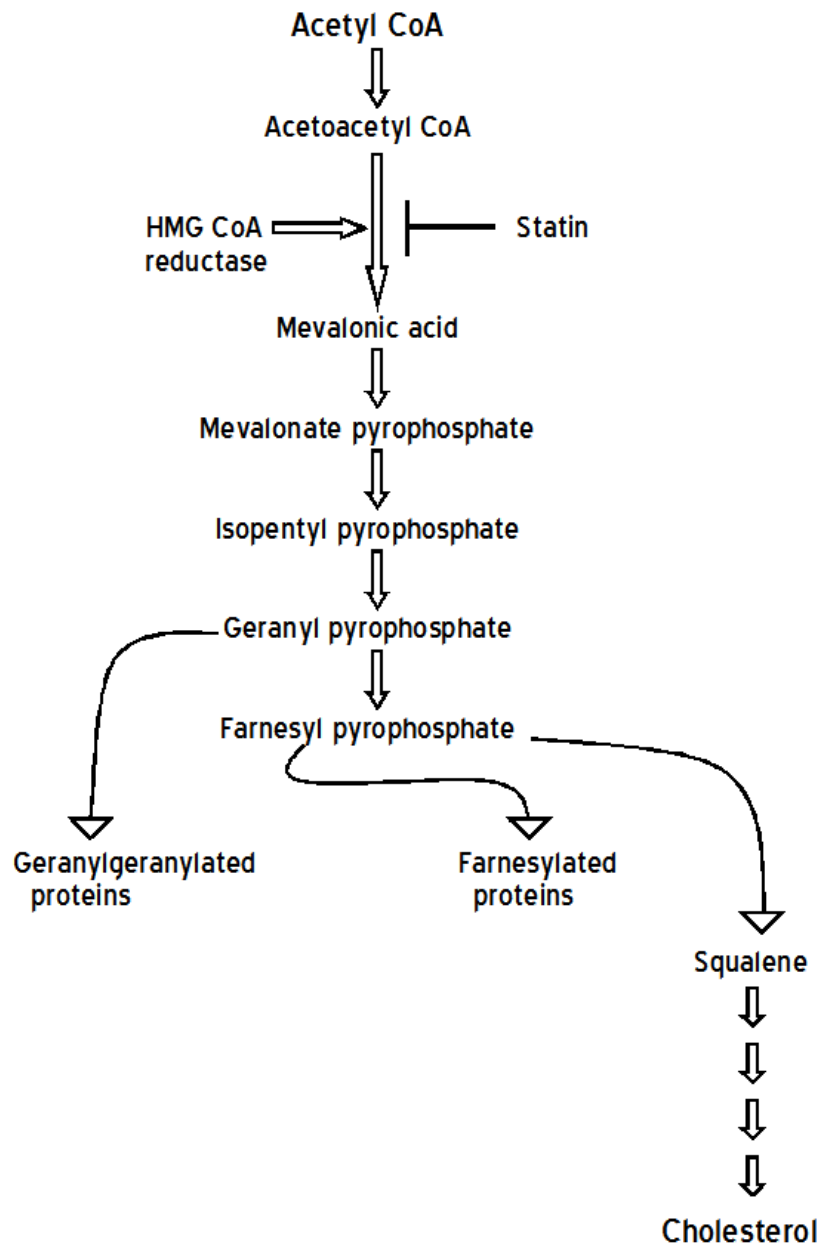 Acetyl CoA
Acetoacetyl CoA
HMG CoA
reductase
Statin
Mevalonic acid
Mevalonate pyrophosphate
Isopentyl pyrophosphate
Geranyl pyrophosphate
Farnesyl pyrophosphate
Geranylgeranylated
proteins
Farnesylated
proteins
Squalene
Cholesterol